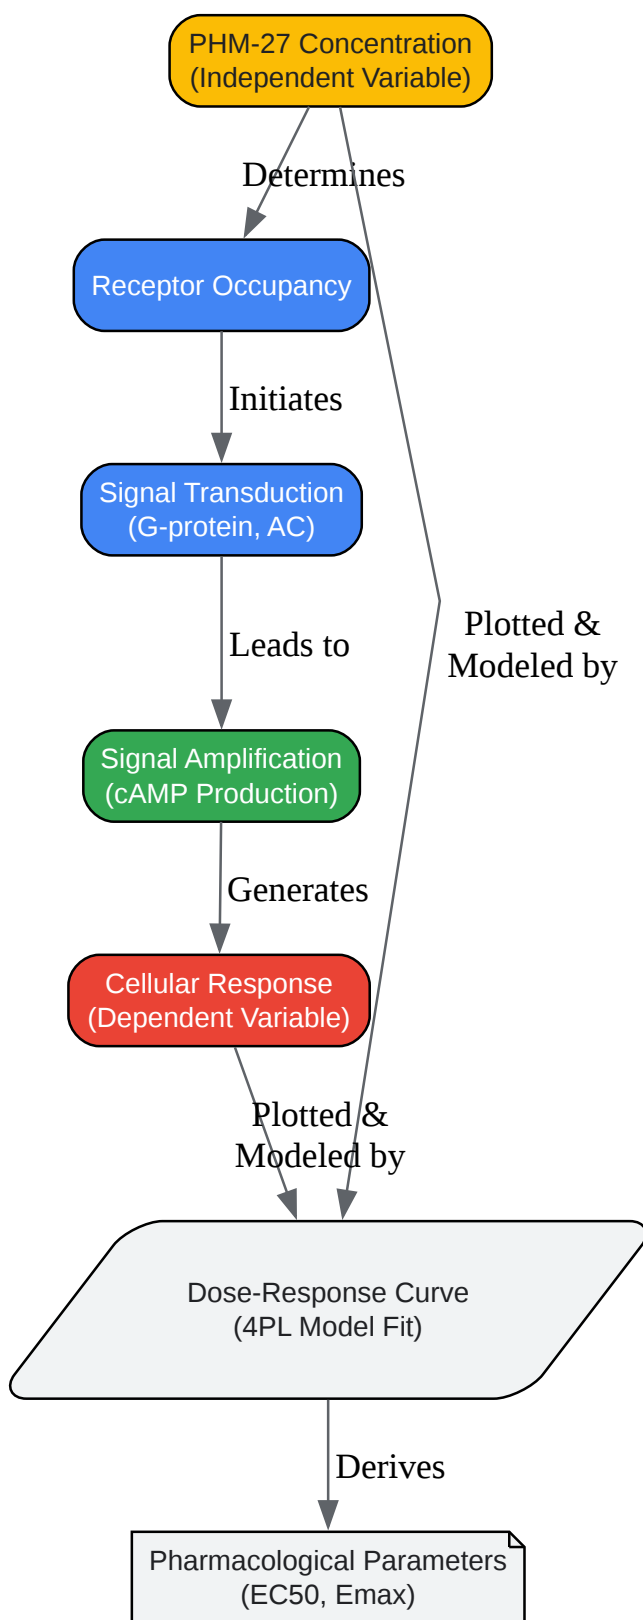 PHM-27 Concentration
(Independent Variable)
Determines
Receptor Occupancy
Initiates
Signal Transduction
(G-protein, AC)
Leads to
Plotted &
Modeled by
Signal Amplification
(cAMP Production)
Generates
Cellular Response
(Dependent Variable)
Plotted &
Modeled by
Dose-Response Curve
(4PL Model Fit)
Derives
Pharmacological Parameters
(EC50, Emax)